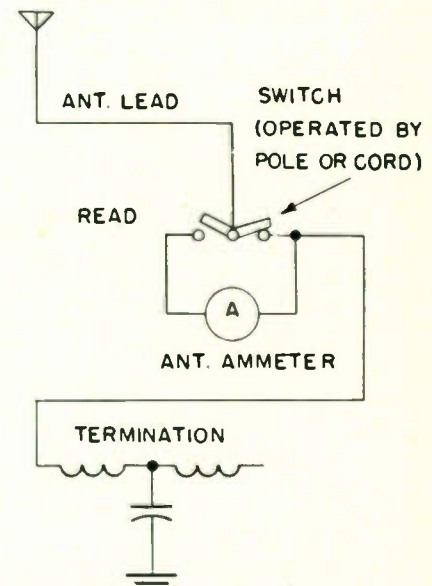 ANT. LEAD
SWITCH
(OPERATED BY
POLE OR CORD)
READ
A
ANT. AMMETER
TERMINATION